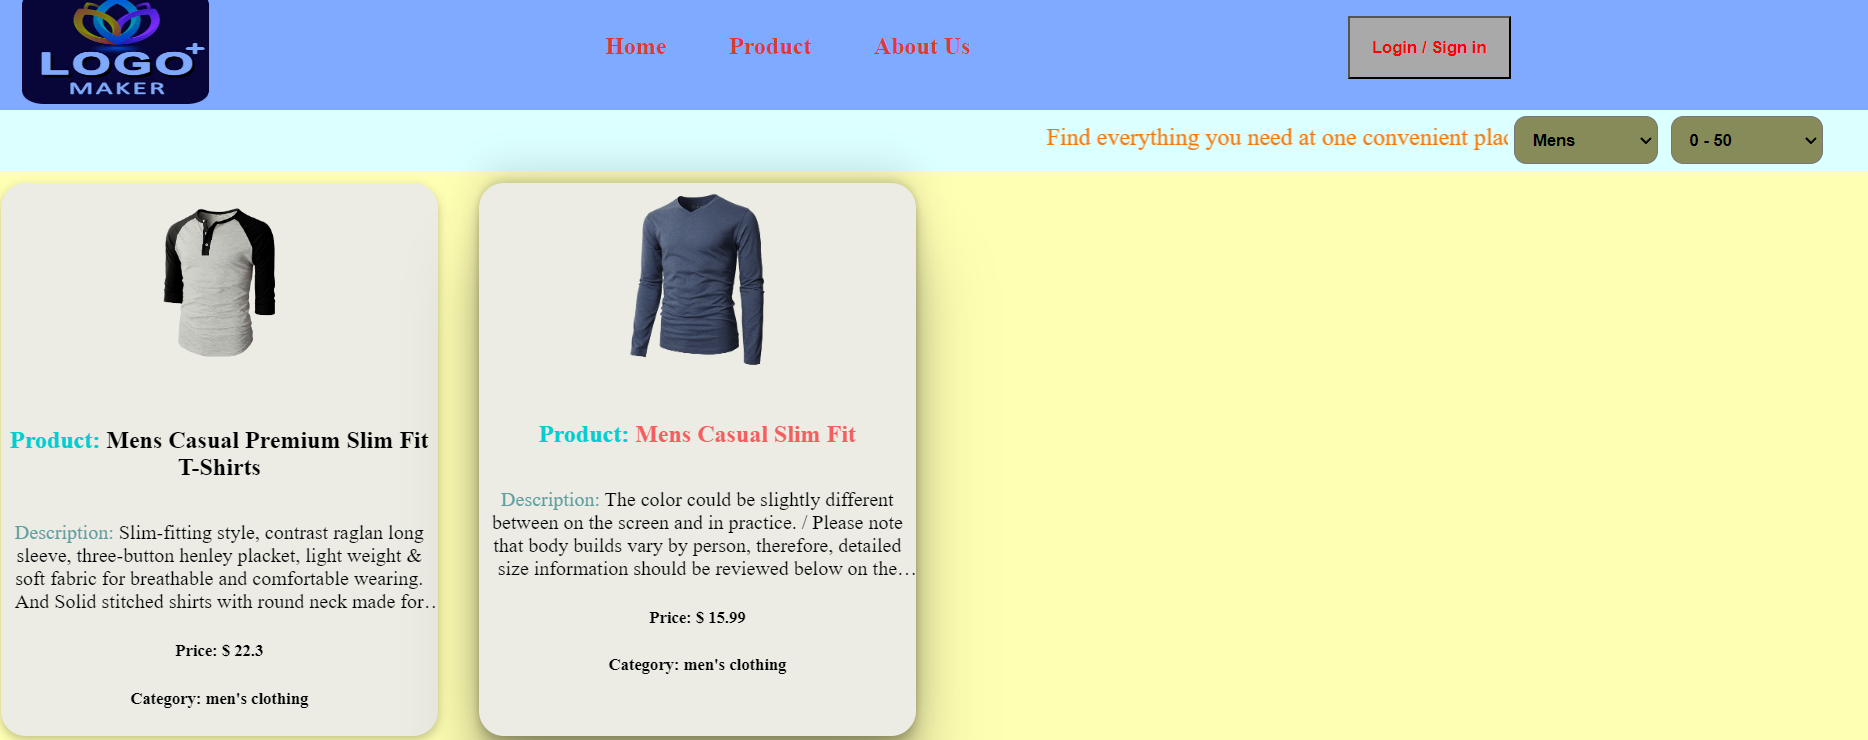 LOGO+
MAKER
Home
Product
About Us
Login / Sign in
Find everything you need at one convenient
Mens
0 - 50
Product: Mens Casual Premium Slim Fit
T-Shirts
Description: Slim-fitting style, contrast raglan long
sleeve, three-button henley placket, light weight &
soft fabric for breathable and comfortable wearing.
And Solid stitched shirts with round neck made for…
Price: $ 22.3
Category: men's clothing
Product: Mens Casual Slim Fit
Description: The color could be slightly different
between on the screen and in practice. / Please note
that body builds vary by person, therefore, detailed
size information should be reviewed below on the…
Price: $ 15.99
Category: men's clothing